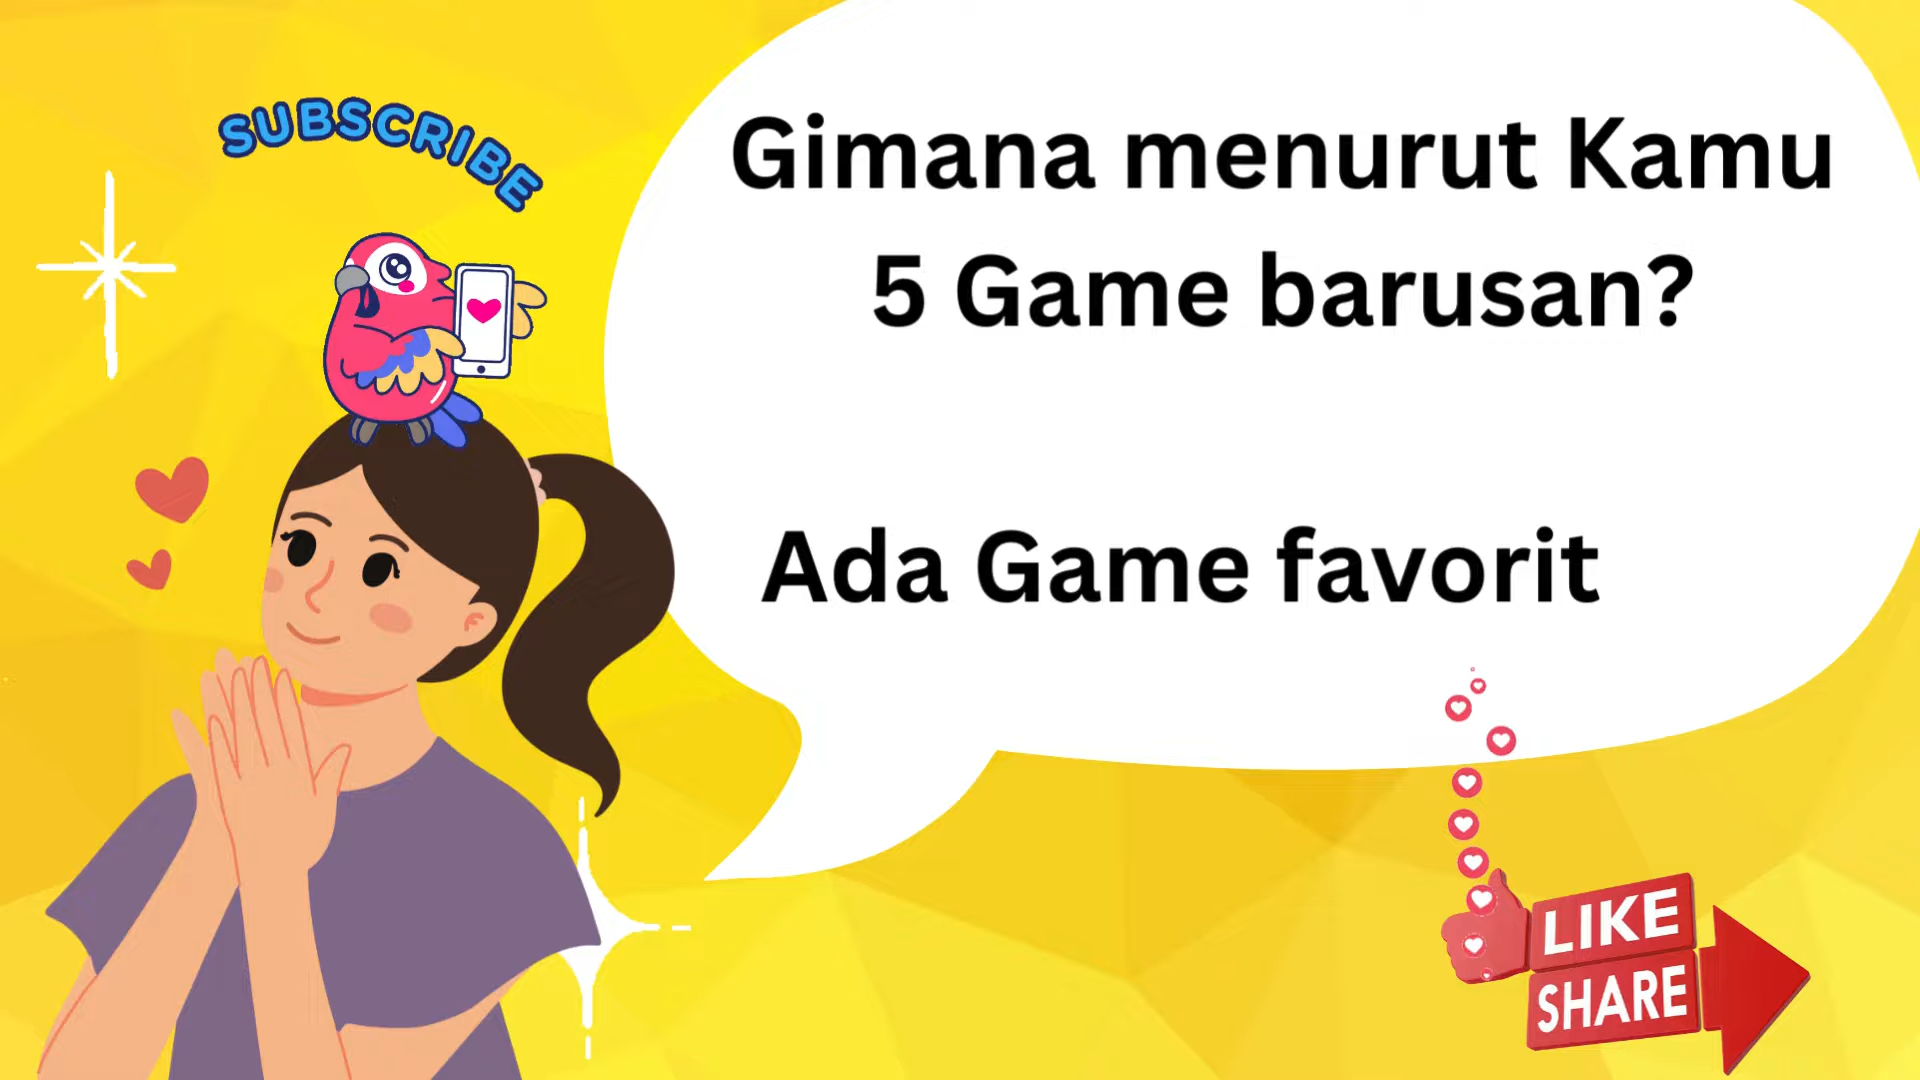 SUBSCRIBE
Gimana menurut Kamu
5 Game barusan?
Ada Game favorit
LIKE
SHARE